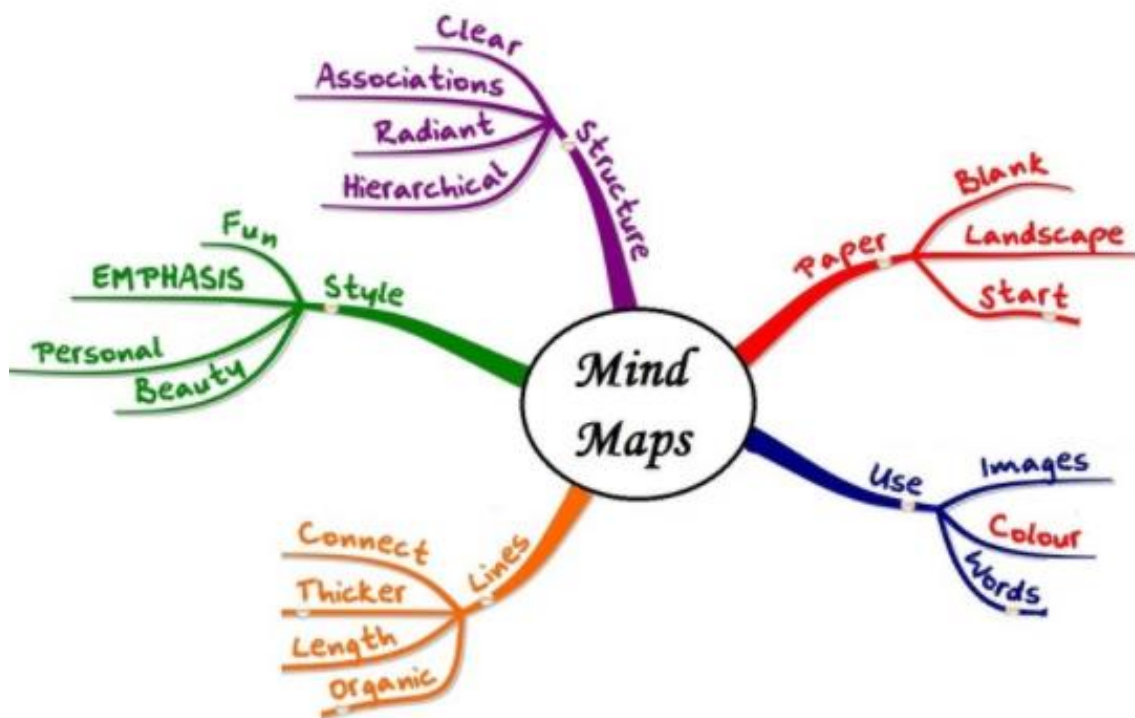 Mind
Maps
Structure
Clear
Associations
Radiant
Hierarchical
Paper
Blank
Landscape
Start
Use
Images
Colour
Words
Lines
Connect
Thicker
Length
Organic
Style
Fun
EMPHASIS
Personal
Beauty